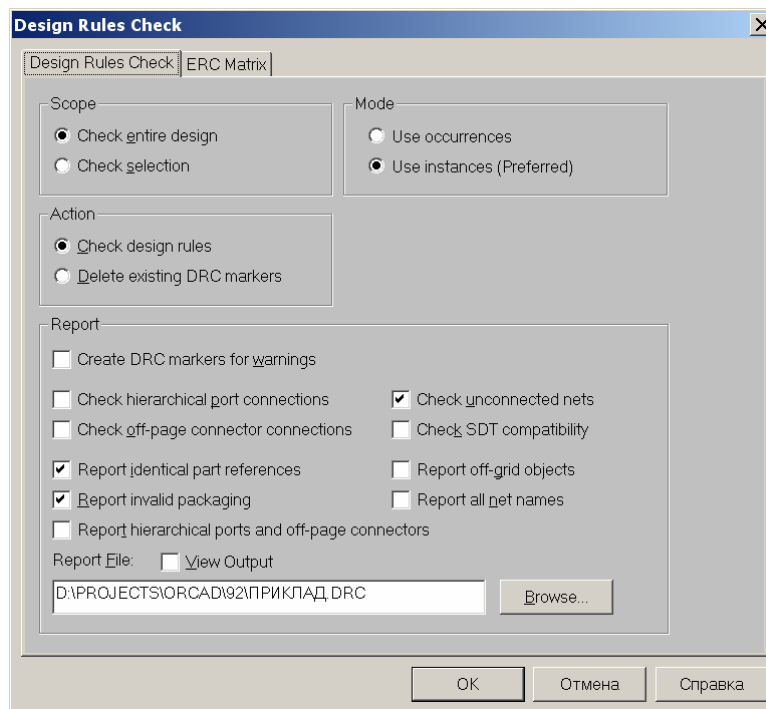 Design Rules Check
Design Rules Check ERC Matrix
Scope
Check entire design
Check selection
Mode
Use occurrences
Use instances (Preferred)
Action
Check design rules
Delete existing DRC markers
Report
Create DRC markers for warnings
Check hierarchical port connections
Check unconnected nets
Check off-page connector connections
Check SDT compatibility
Report identical part references
Report off-grid objects
Report invalid packaging
Report all net names
Report hierarchical ports and off-page connectors
Report File: View Output
D:\PROJECTS\ORCAD\92\ПРИКЛАД.DRC
Browse...
OK Отмена Справка